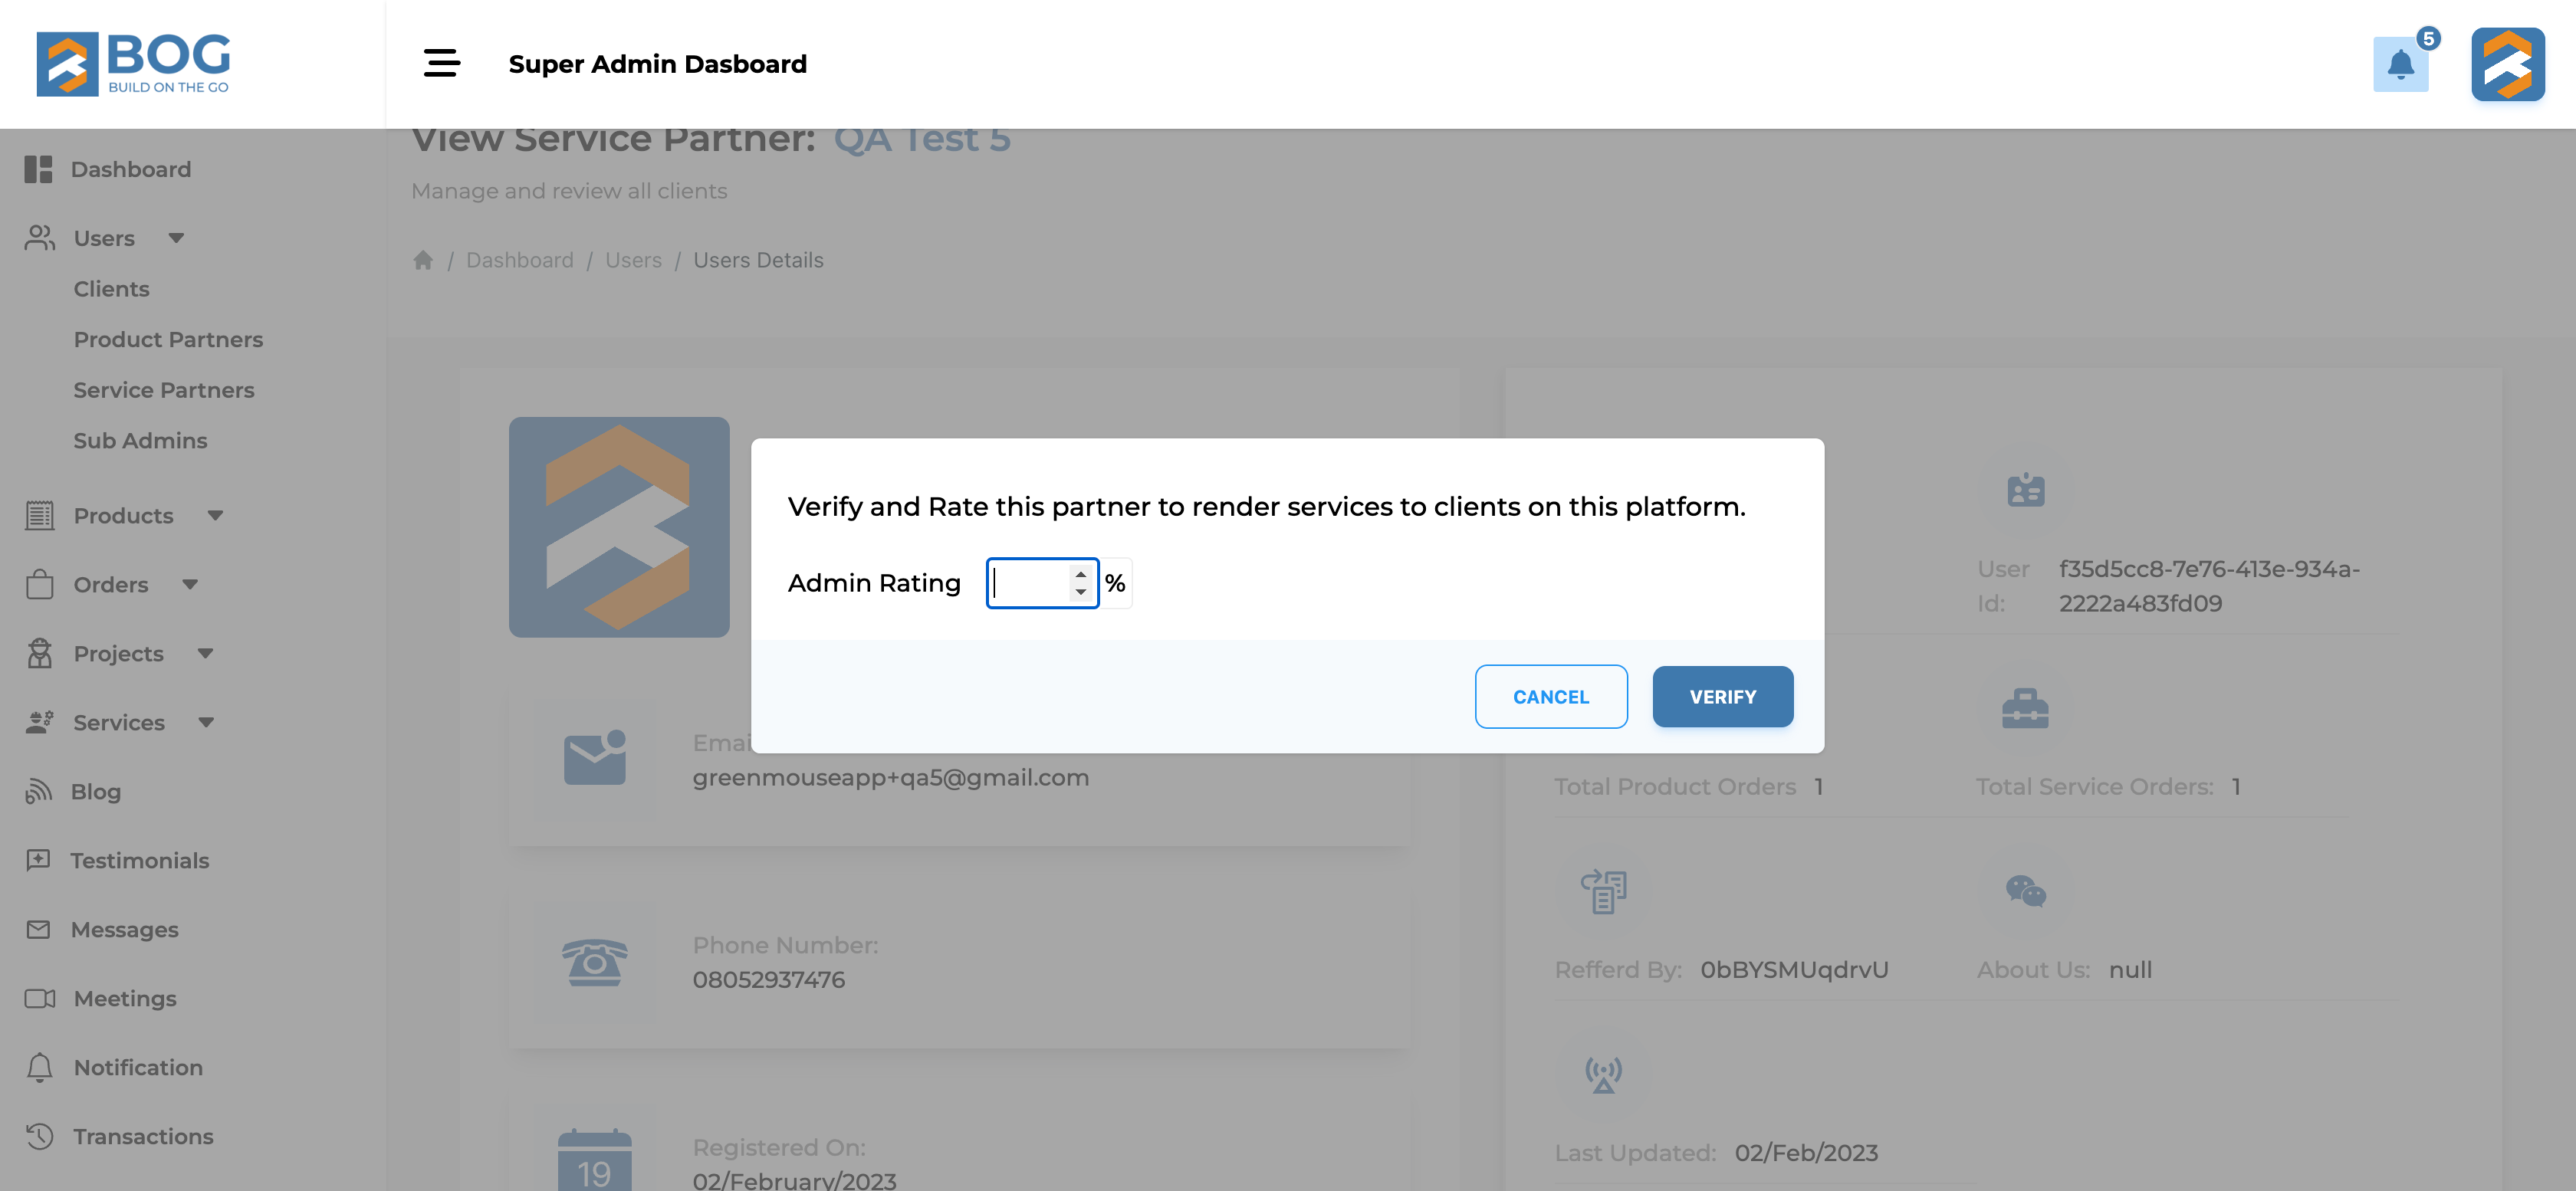 BOG
BUILD ON THE GO
Super Admin Dasboard
5
Dashboard
Users
Clients
Product Partners
Service Partners
Sub Admins
Products
Orders
Projects
Services
Blog
Testimonials
Messages
Meetings
Notification
Transactions
View Service Partner: QA Test 5
Manage and review all clients
/ Dashboard / Users / Users Details
Verify and Rate this partner to render services to clients on this platform.
Admin Rating %
CANCEL
VERIFY
Emai
greenmouseapp+qa5@gmail.com
Phone Number:
08052937476
19
Registered On:
02/February/2023
User Id: f35d5cc8-7e76-413e-934a-
2222a483fd09
Total Product Orders 1
Total Service Orders: 1
Refferd By: 0bBYSMUqdrvU
About Us: null
Last Updated: 02/Feb/2023